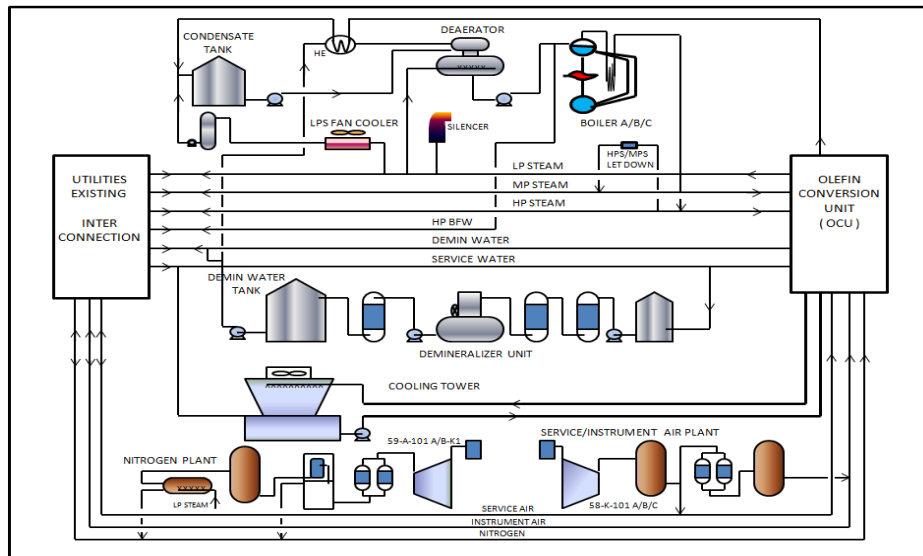 CONDENSATE
TANK
HE
DEAERATOR
BOILER A/B/C
LPS FAN COOLER
SILENCER
HPS/MPS
LET DOWN
UTILITIES
EXISTING
INTER
CONNECTION
LP STEAM
MP STEAM
HP STEAM
HP BFW
DEMIN WATER
SERVICE WATER
OLEFIN
CONVERSION
UNIT
( OCU )
DEMIN WATER
TANK
DEMINERALIZER UNIT
COOLING TOWER
59-A-101 A/B-K1
SERVICE/INSTRUMENT AIR PLANT
NITROGEN PLANT
LP STEAM
58-K-101 A/B/C
SERVICE AIR
INSTRUMENT AIR
NITROGEN